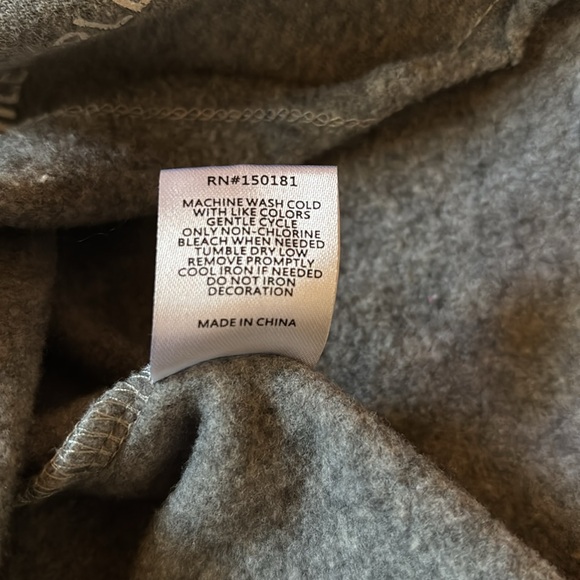 RN#150181
MACHINE WASH COLD
WITH LIKE COLORS
GENTLE CYCLE
ONLY NON-CHLORINE
BLEACH WHEN NEEDED
TUMBLE DRY LOW
REMOVE PROMPTLY
COOL IRON IF NEEDED
DO NOT IRON
DECORATION
MADE IN CHINA